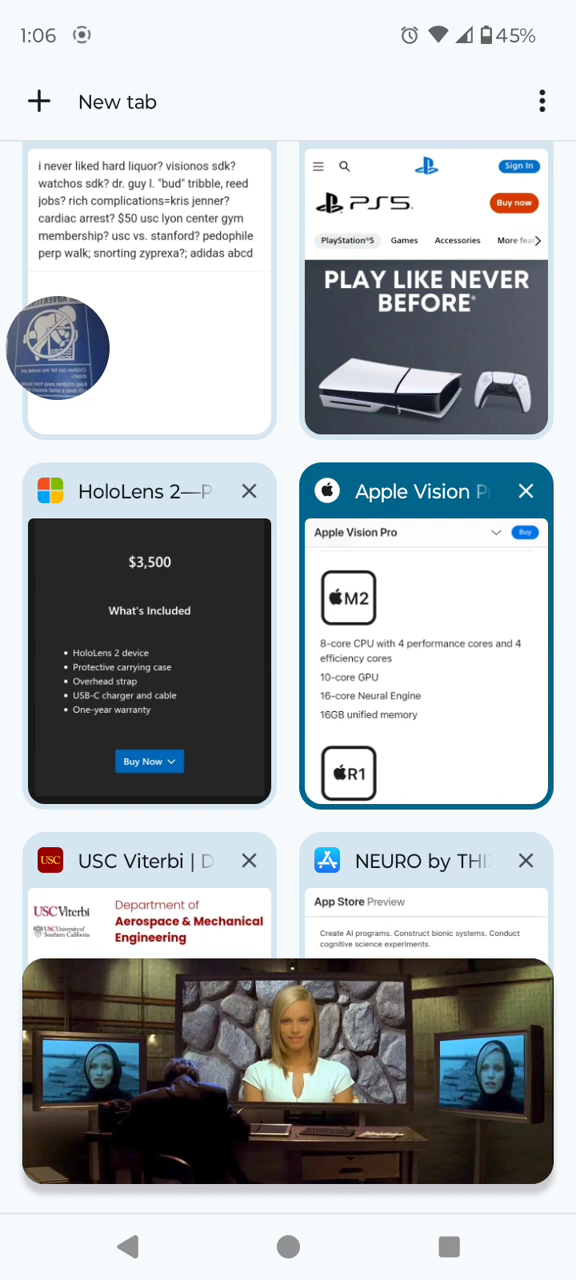 1:06
45%
New tab
i never liked hard liquor? visionos sdk?
watchos sdk? dr. guy l. "bud" tribble, reed
jobs? rich complications=kris jenner?
cardiac arrest? $50 usc lyon center gym
membership? usc vs. stanford? pedophile
perp walk; snorting zyprexa?; adidas abcd
Sign In
PS5
Buy now
PlayStation®5 Games Accessories More
PLAY LIKE NEVER
BEFORE
HoloLens 2—P
$3,500
What's Included
HoloLens 2 device
Protective carrying case
Overhead strap
USB-C charger and cable
One-year warranty
Buy Now
Apple Vision P
Apple Vision Pro
Buy
M2
8-core CPU with 4 performance cores and 4
efficiency cores
10-core GPU
16-core Neural Engine
16GB unified memory
R1
USC Viterbi | D
USC
USCViterbi
USC University of
Southern California
Department of
Aerospace & Mechanical
Engineering
NEURO by THI
App Store Preview
Create AI programs. Construct bionic systems. Conduct
cognitive science experiments.